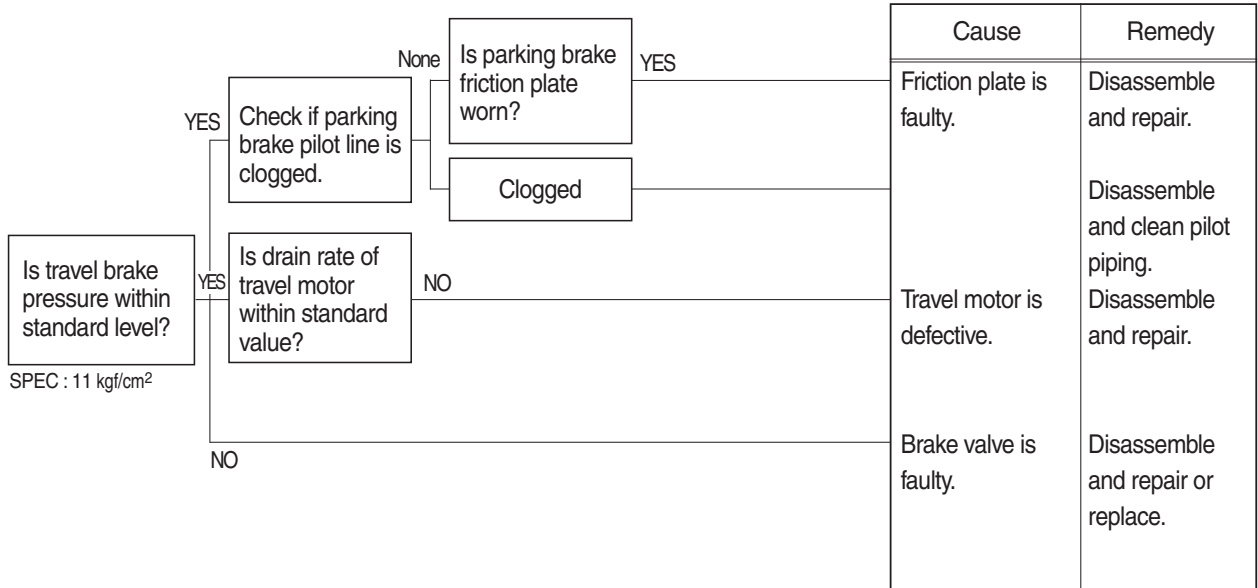 Is travel brake
pressure within
standard level?
SPEC : 11 kgf/cm²
YES
Check if parking
brake pilot line is
clogged.
None
Is parking brake
friction plate
worn?
YES
Clogged
YES
Is drain rate of
travel motor
within standard
value?
NO
NO
Cause
Remedy
Friction plate is
faulty.
Disassemble
and repair.
Disassemble
and clean pilot
piping.
Travel motor is
defective.
Disassemble
and repair.
Brake valve is
faulty.
Disassemble
and repair or
replace.